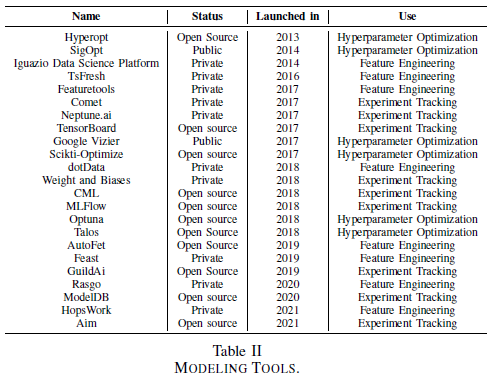 Name Status Launched in Use
Hyperopt Open Source 2013 Hyperparameter Optimization
SigOpt Public 2014 Hyperparameter Optimization
Iguazio Data Science Platform Private 2014 Feature Engineering
TsFresh Private 2016 Feature Engineering
Featuretools Private 2017 Feature Engineering
Comet Private 2017 Experiment Tracking
Neptune.ai Private 2017 Experiment Tracking
TensorBoard Open source 2017 Experiment Tracking
Google Vizier Public 2017 Hyperparameter Optimization
Scikti-Optimize Open source 2017 Hyperparameter Optimization
dotData Private 2018 Feature Engineering
Weight and Biases Private 2018 Experiment Tracking
CML Open source 2018 Experiment Tracking
MLFlow Open source 2018 Experiment Tracking
Optuna Open source 2018 Hyperparameter Optimization
Talos Open Source 2018 Hyperparameter Optimization
AutoFet Open Source 2019 Feature Engineering
Feast Private 2019 Feature Engineering
GuildAi Open Source 2019 Experiment Tracking
Rasgo Private 2020 Feature Engineering
ModelDB Open source 2020 Experiment Tracking
HopsWork Private 2021 Feature Engineering
Aim Open source 2021 Experiment Tracking
Table II
MODELING TOOLS.